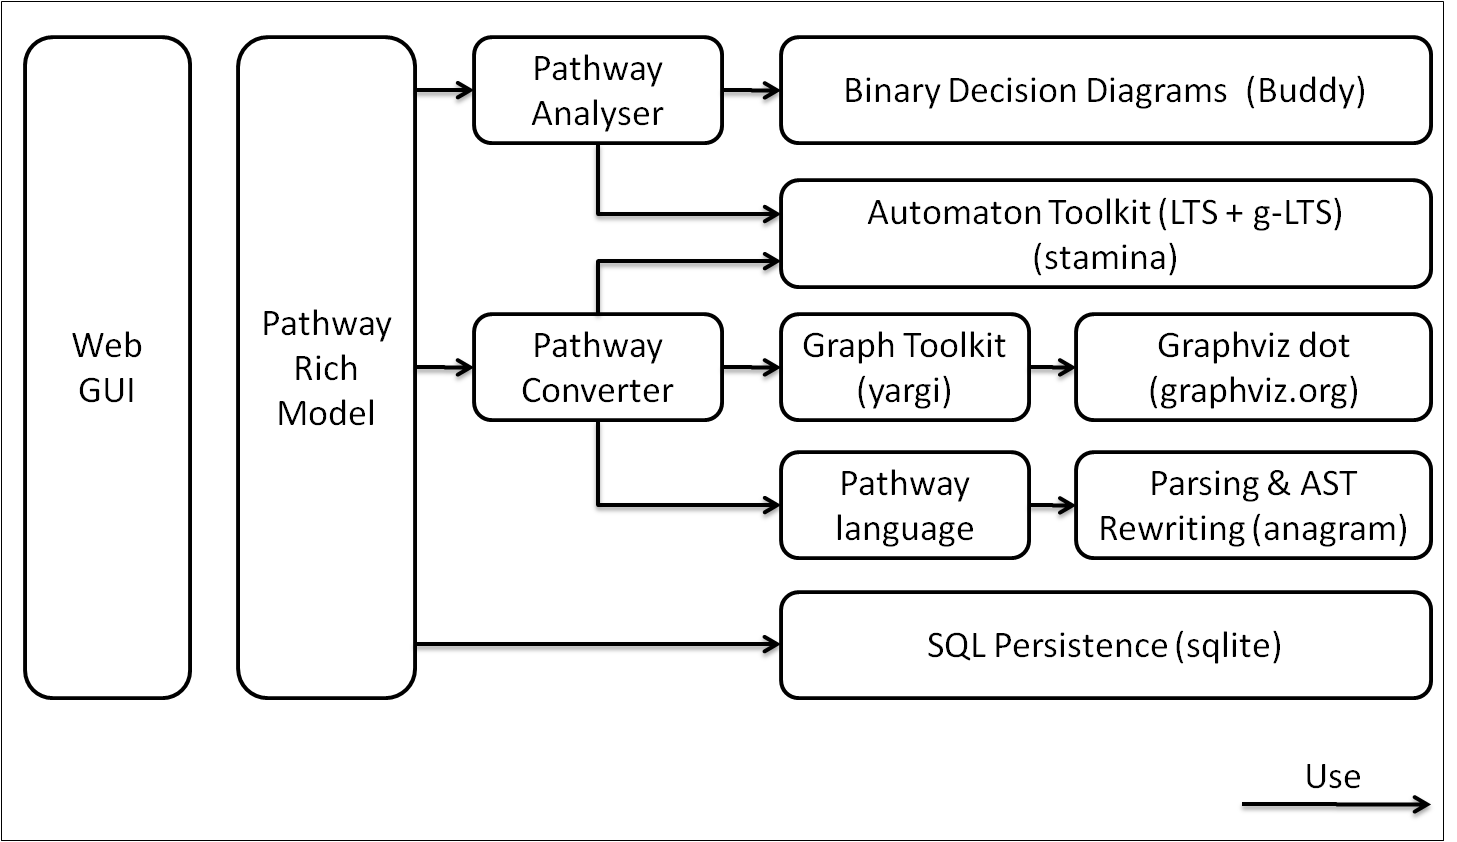 Web
GUI
Pathway
Rich
Model
Pathway
Analyser
Binary Decision Diagrams (Buddy)
Automaton Toolkit (LTS + g-LTS)
(stamina)
Pathway
Converter
Graph Toolkit
(yargi)
Graphviz dot
(graphviz.org)
Pathway
language
Parsing & AST
Rewriting (anagram)
SQL Persistence (sqlite)
Use